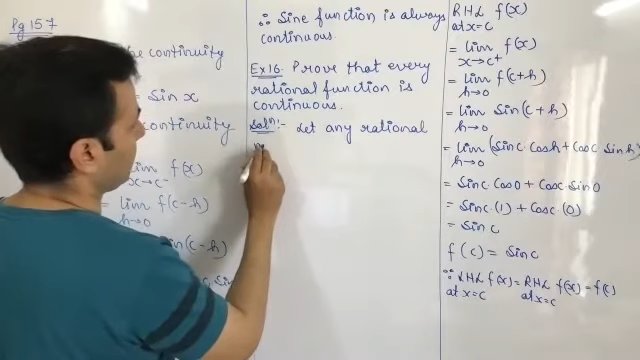 Pg 157
the continuity
Sin x
continuity
lim f(x)
x→c⁻
= lim f(c-h)
h→0
Sin(c-h)
∴ Sine function is always
continuous.
Ex16. Prove that every
rational function is
continuous.
Solⁿ:- Let any rational
RHL f(x)
at x=c
= lim f(x)
x→c⁺
= lim f(c+h)
h→0
= lim Sin(c+h)
h→0
= lim (Sinc. Cosh + Cosc Sinh)
h→0
= Sinc. Cos0 + Cosc. Sin0
= Sinc.(1) + Cosc.(0)
= Sinc
f(c) = Sinc
∵ LHL f(x) = RHL f(x) = f(c)
at x=c at x=c